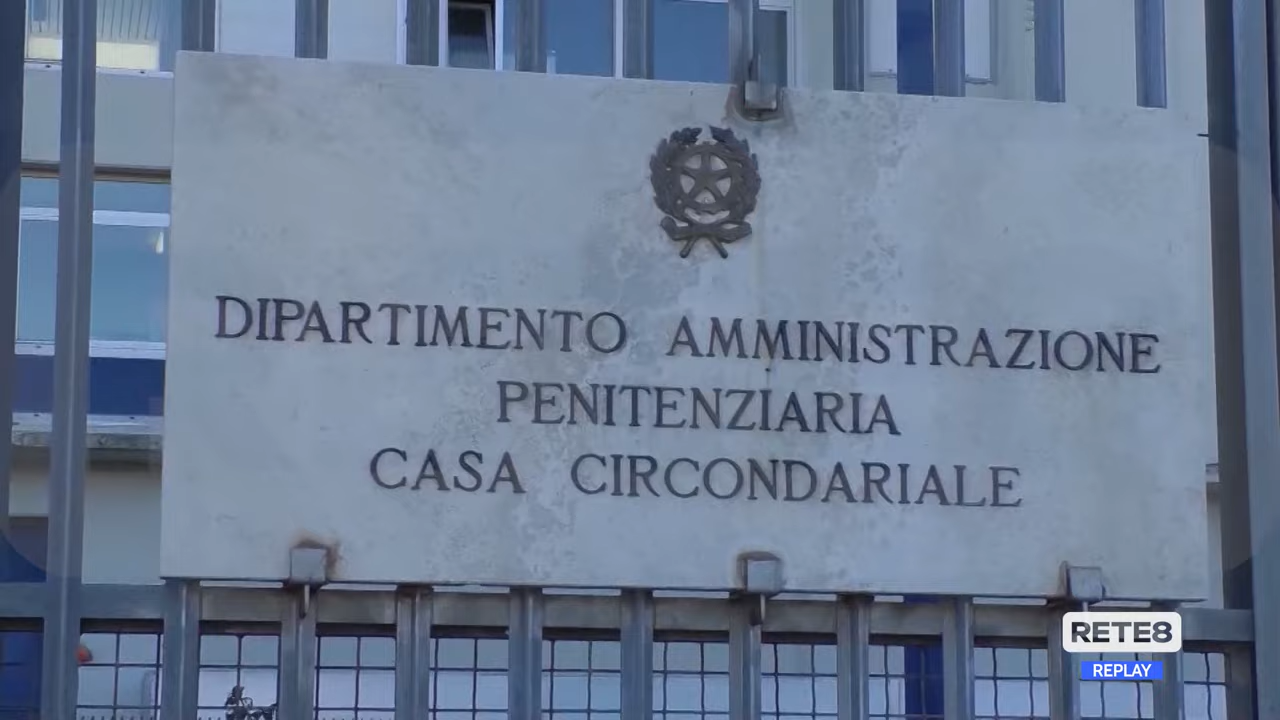 DIPARTIMENTO AMMINISTRAZIONE
PENITENZIARIA
CASA CIRCONDARIALE
RETE8
REPLAY